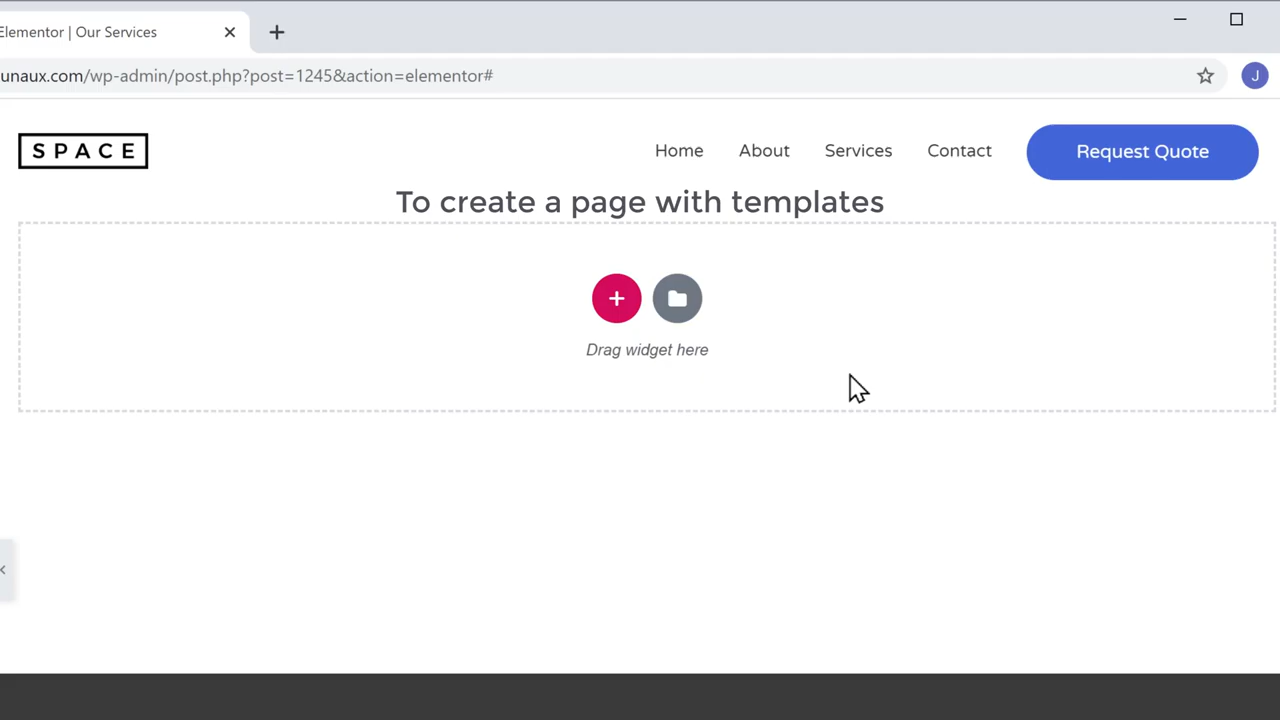 Elementor | Our Services
unaux.com/wp-admin/post.php?post=1245&action=elementor#
J
SPACE
Home About Services Contact Request Quote
To create a page with templates
Drag widget here